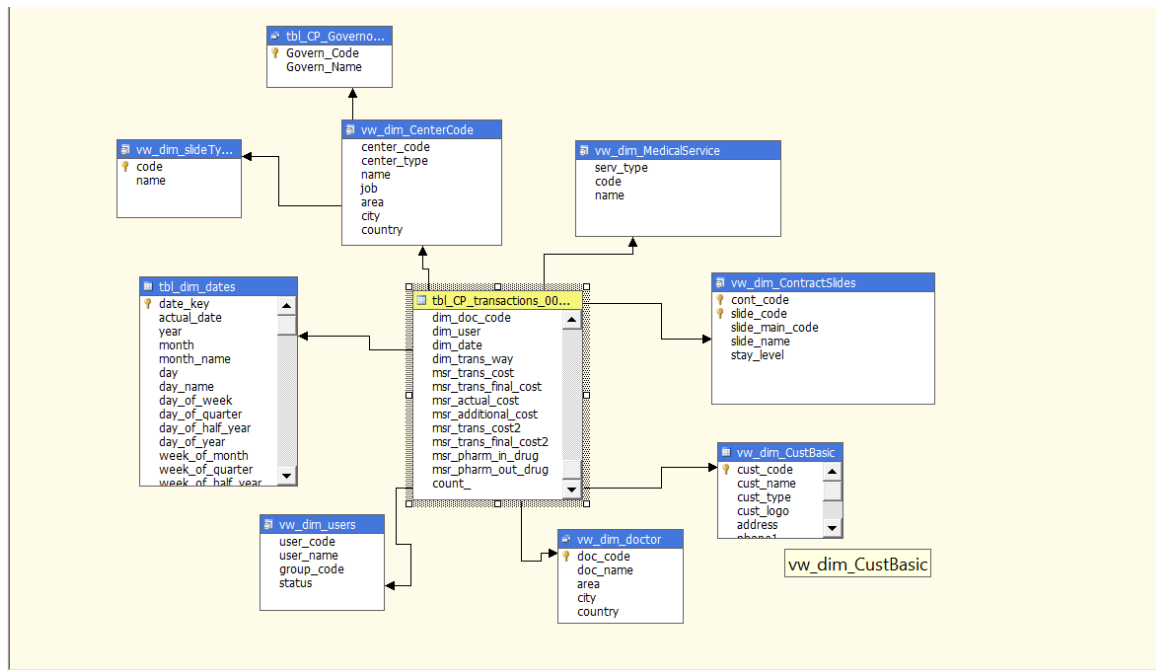 tbl_CP_Governo...
Govern_Code
Govern_Name
vw_dim_CenterCode
center_code
center_type
name
job
area
city
country
vw_dim_slideTy...
code
name
vw_dim_MedicalService
serv_type
code
name
tbl_dim_dates
date_key
actual_date
year
month
month_name
day
day_name
day_of_week
day_of_quarter
day_of_half_year
day_of_year
week_of_month
week_of_quarter
week_of_half_year
tbl_CP_transactions_00...
dim_doc_code
dim_user
dim_date
dim_trans_way
msr_trans_cost
msr_trans_final_cost
msr_actual_cost
msr_additional_cost
msr_trans_cost2
msr_trans_final_cost2
msr_pharm_in_drug
msr_pharm_out_drug
count_
vw_dim_ContractSlides
cont_code
slide_code
slide_main_code
slide_name
stay_level
vw_dim_CustBasic
cust_code
cust_name
cust_type
cust_logo
address
phone1
vw_dim_CustBasic
vw_dim_users
user_code
user_name
group_code
status
vw_dim_doctor
doc_code
doc_name
area
city
country